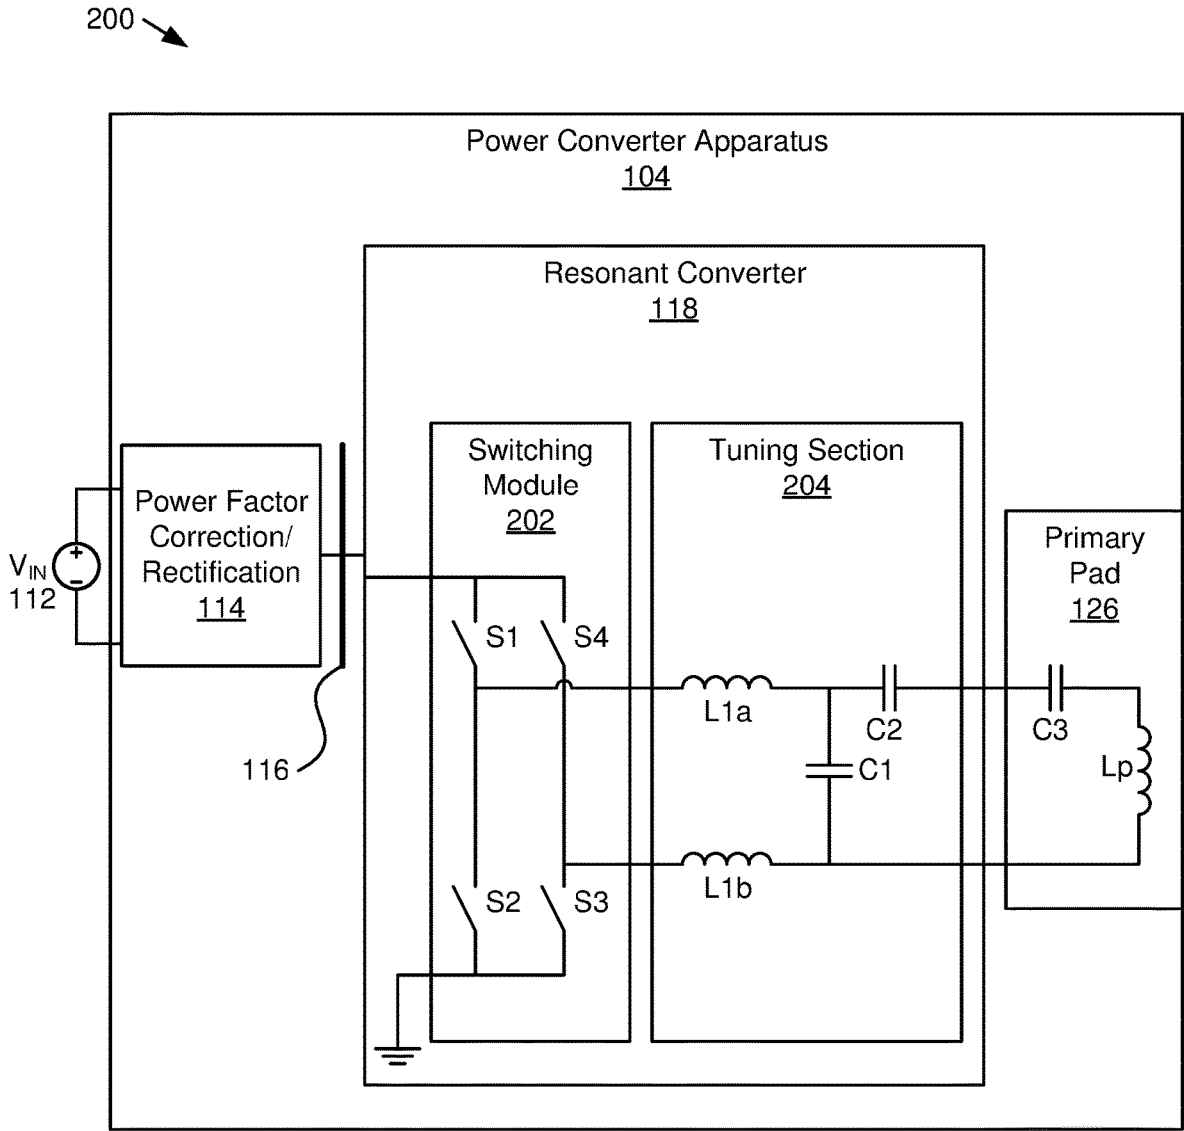 200
Power Converter Apparatus
104
Resonant Converter
118
Switching
Module
202
Tuning Section
204
Power Factor
Correction/
Rectification
114
Primary
Pad
126
VIN
112
+
-
S1
S4
L1a
C2
C3
116
C1
Lp
L1b
S2
S3